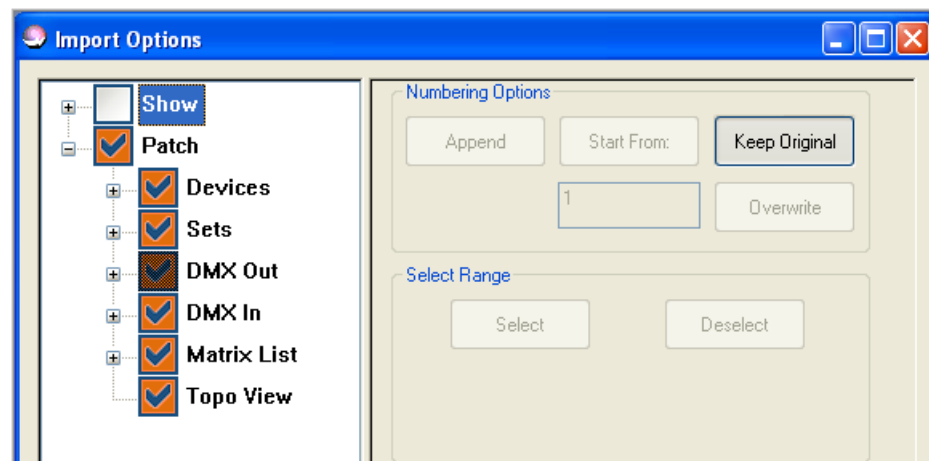 Import Options
Show
Patch
Devices
Sets
DMX Out
DMX In
Matrix List
Topo View
Numbering Options
Append
Start From:
Keep Original
1
Overwrite
Select Range
Select
Deselect